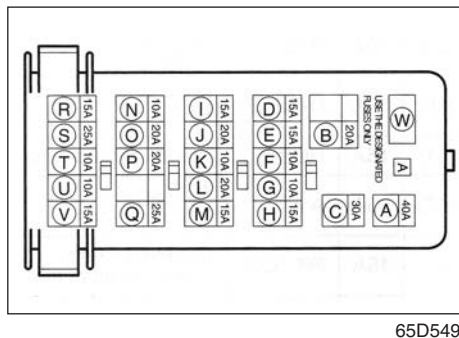 R 15A
S 25A
T 10A
U 10A
V 15A
N 10A
O 20A
P 20A
Q 25A
I 15A
J 20A
K 10A
L 20A
M 15A
D 15A
E 15A
F 10A
G 10A
H 15A
B 20A
USE THE DESIGNATED
FUSES ONLY
W
A
C 30A
A 40A
65D549